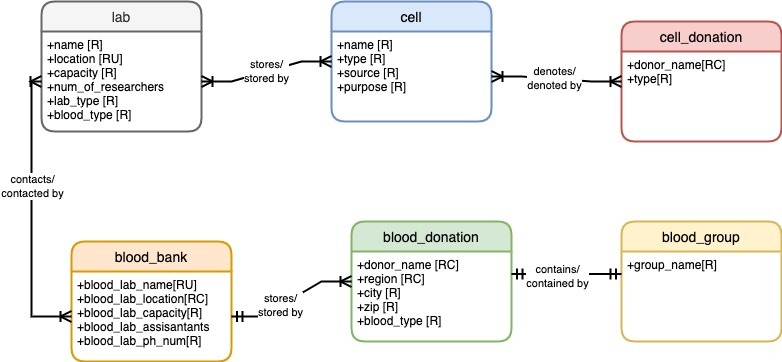 lab
+name [R]
+location [RU]
+capacity [R]
+num_of_researchers
+lab_type [R]
+blood_type [R]
stores/
stored by
cell
+name [R]
+type [R]
+source [R]
+purpose [R]
denotes/
denoted by
cell_donation
+donor_name[RC]
+type[R]
contacts/
contacted by
blood_bank
+blood_lab_name[RU]
+blood_lab_location[RC]
+blood_lab_capacity[R]
+blood_lab_assisantants
+blood_lab_ph_num[R]
stores/
stored by
blood_donation
+donor_name [RC]
+region [RC]
+city [R]
+zip [R]
+blood_type [R]
contains/
contained by
blood_group
+group_name[R]